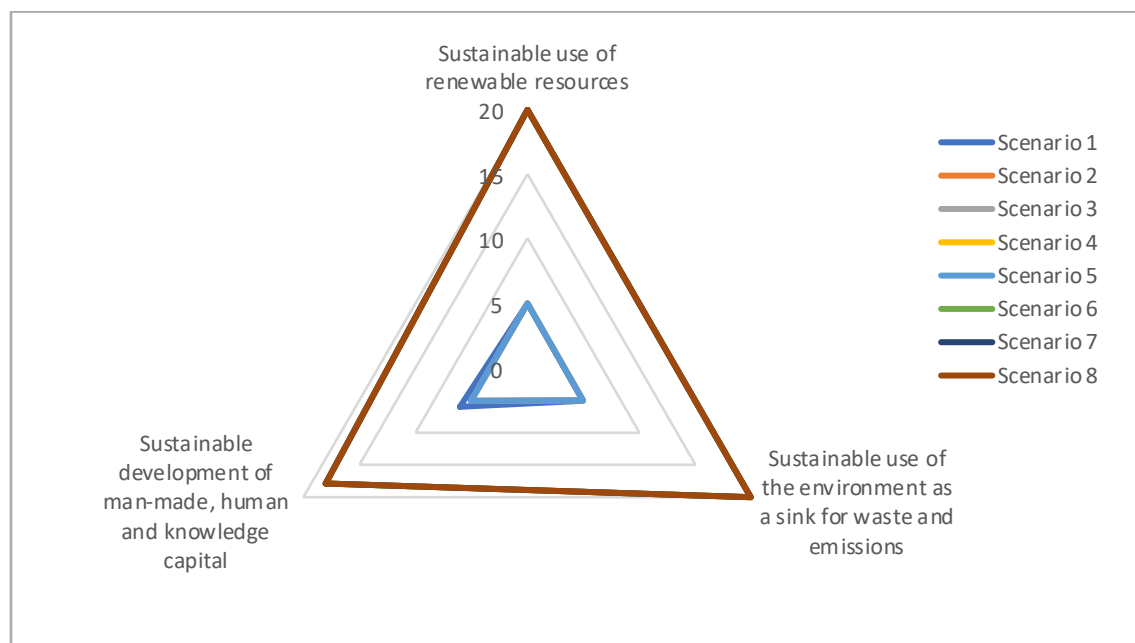 Sustainable use of
renewable resources
20
15
10
5
0
Sustainable
development of
man-made, human
and knowledge
capital
Sustainable use of
the environment as
a sink for waste and
emissions
Scenario 1
Scenario 2
Scenario 3
Scenario 4
Scenario 5
Scenario 6
Scenario 7
Scenario 8